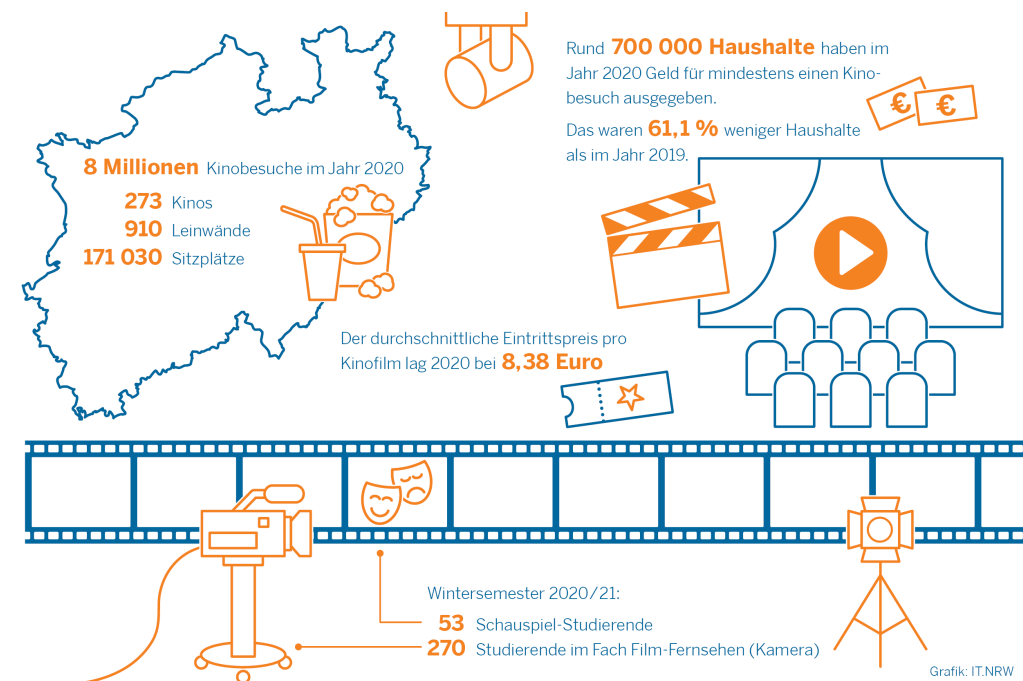 8 Millionen Kinobesuche im Jahr 2020
273 Kinos
910 Leinwände
171 030 Sitzplätze
Rund 700 000 Haushalte haben im
Jahr 2020 Geld für mindestens einen Kino-
besuch ausgegeben.
Das waren 61,1 % weniger Haushalte
als im Jahr 2019.
€ €
Der durchschnittliche Eintrittspreis pro
Kinofilm lag 2020 bei 8,38 Euro
Wintersemester 2020/21:
53 Schauspiel-Studierende
270 Studierende im Fach Film-Fernsehen (Kamera)
Grafik: IT.NRW